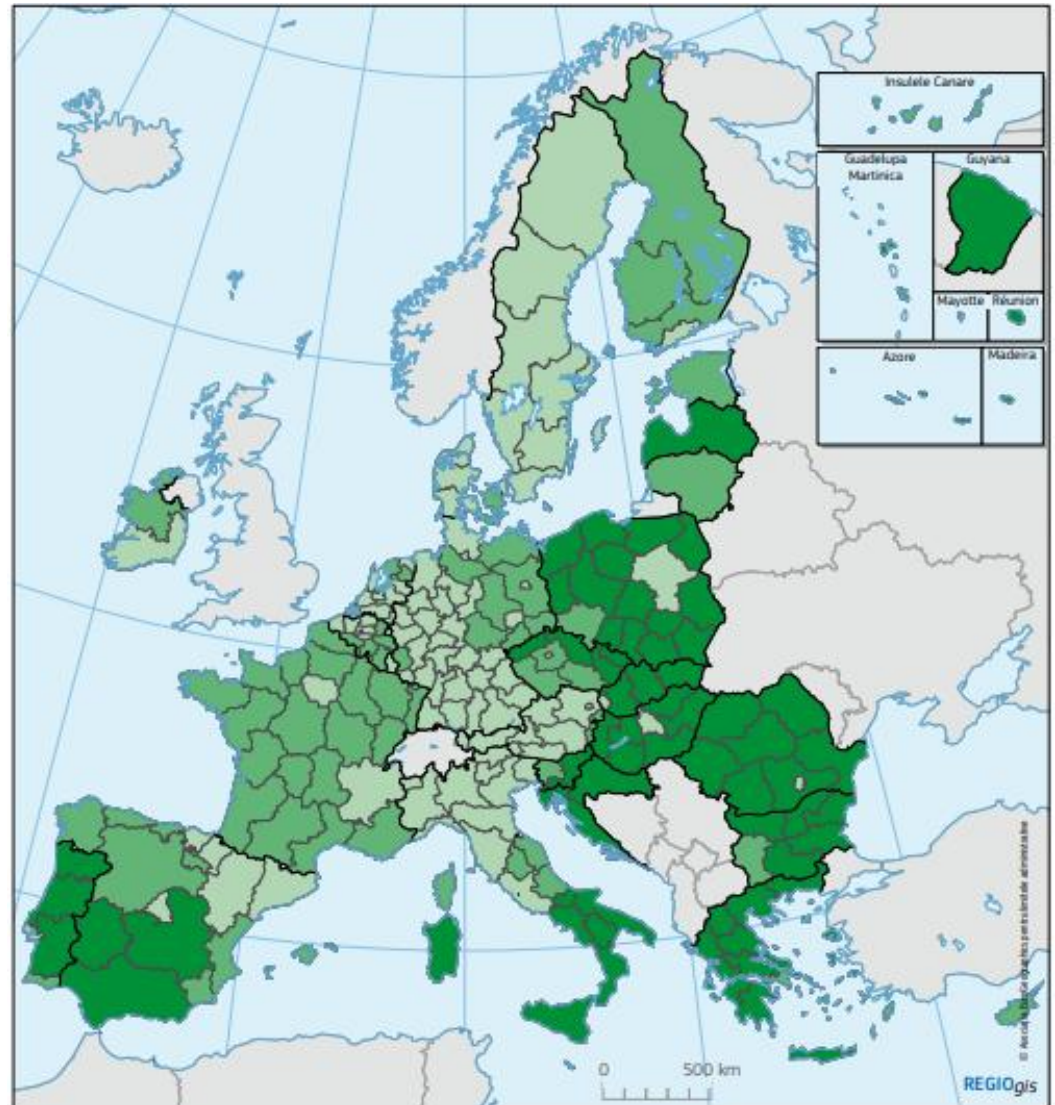 Insulele Canare
Guadelupa
Martinica
Guyana
Mayotte
Réunion
Azore
Madeira
0 500 km
REGIOgis